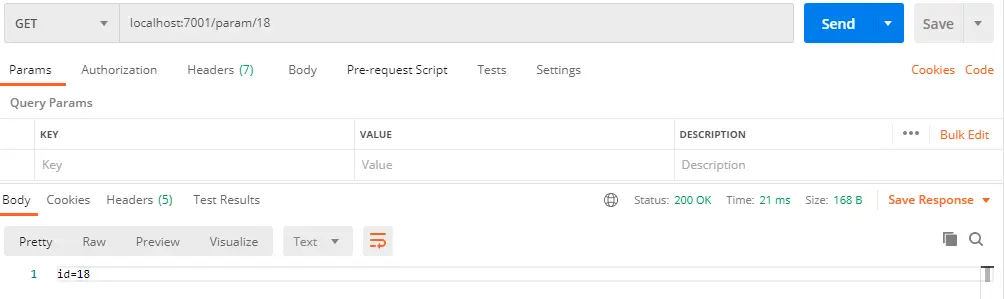 GET localhost:7001/param/18 Send Save
Params Authorization Headers (7) Body Pre-request Script Tests Settings Cookies Code
Query Params
KEY VALUE DESCRIPTION ••• Bulk Edit
Key Value Description
Body Cookies Headers (5) Test Results Status: 200 OK Time: 21 ms Size: 168 B Save Response
Pretty Raw Preview Visualize Text
1 id=18